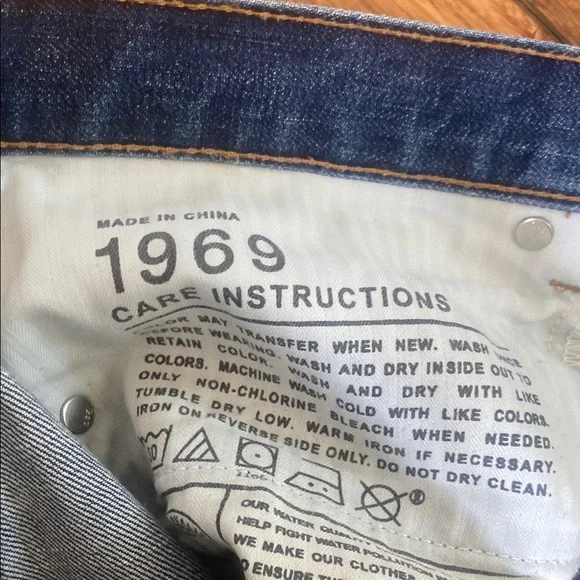 MADE IN CHINA
1969
CARE INSTRUCTIONS
MAY TRANSFER WHEN NEW. WASH
BEFORE WEARING. WASH AND DRY INSIDE OUT TO
RETAIN COLOR. WASH AND DRY WITH LIKE
COLORS. MACHINE WASH COLD WITH LIKE COLORS.
ONLY NON-CHLORINE BLEACH WHEN NEEDED.
TUMBLE DRY LOW. WARM IRON IF NECESSARY.
IRON ON REVERSE SIDE ONLY. DO NOT DRY CLEAN.
®
OUR WATER QUALITY
HELP FIGHT WATER POLLUTION
WE MAKE OUR CLOTHES
TO ENSURE